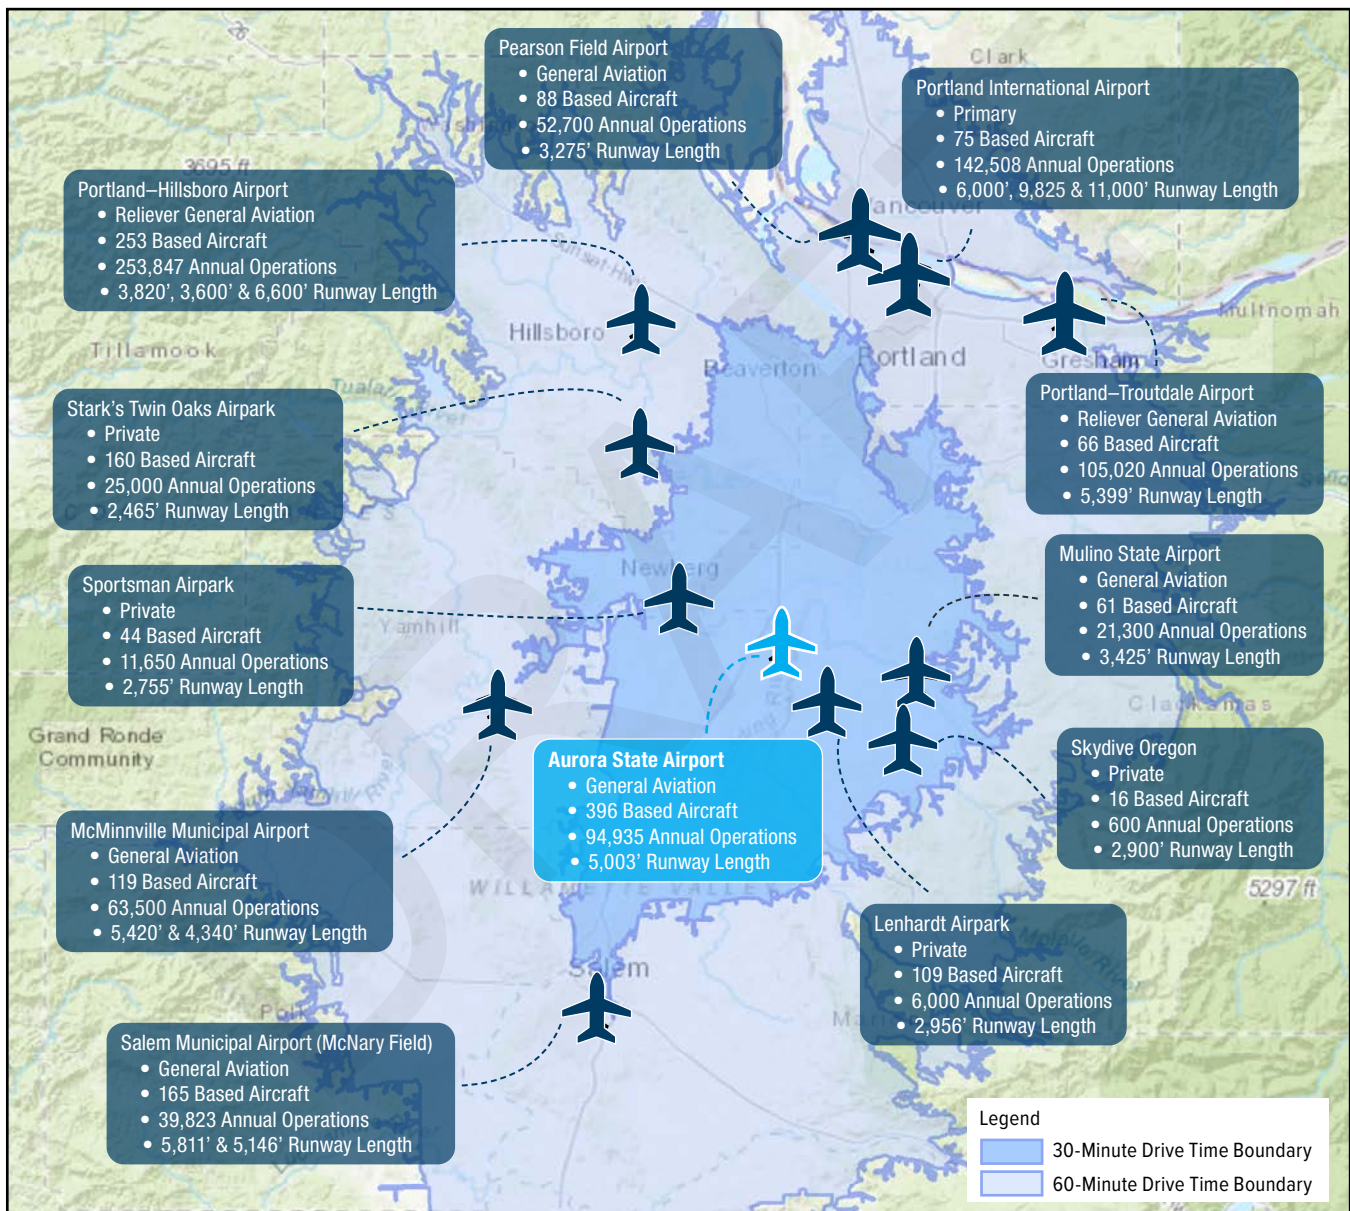 Pearson Field Airport
• General Aviation
• 88 Based Aircraft
• 52,700 Annual Operations
• 3,275’ Runway Length
Clark
Portland International Airport
• Primary
• 75 Based Aircraft
• 142,508 Annual Operations
• 6,000’, 9,825 & 11,000’ Runway Length
Vancouver
3695 ft
Portland–Hillsboro Airport
• Reliever General Aviation
• 253 Based Aircraft
• 253,847 Annual Operations
• 3,820’, 3,600’ & 6,600’ Runway Length
Sunset Hwy
Hillsboro
Tillamook
Beaverton
Portland
Gresham
Multnomah
Stark’s Twin Oaks Airpark
• Private
• 160 Based Aircraft
• 25,000 Annual Operations
• 2,465’ Runway Length
Portland–Troutdale Airport
• Reliever General Aviation
• 66 Based Aircraft
• 105,020 Annual Operations
• 5,399’ Runway Length
Newberg
Sportsman Airpark
• Private
• 44 Based Aircraft
• 11,650 Annual Operations
• 2,755’ Runway Length
Yamhill
Mulino State Airport
• General Aviation
• 61 Based Aircraft
• 21,300 Annual Operations
• 3,425’ Runway Length
Clackamas
Grand Ronde
Community
Aurora State Airport
• General Aviation
• 396 Based Aircraft
• 94,935 Annual Operations
• 5,003’ Runway Length
Skydive Oregon
• Private
• 16 Based Aircraft
• 600 Annual Operations
• 2,900’ Runway Length
McMinnville Municipal Airport
• General Aviation
• 119 Based Aircraft
• 63,500 Annual Operations
• 5,420’ & 4,340’ Runway Length
WILLAMETTE VALLEY
5297 ft
Lenhardt Airpark
• Private
• 109 Based Aircraft
• 6,000 Annual Operations
• 2,956’ Runway Length
Salem
Polk
Salem Municipal Airport (McNary Field)
• General Aviation
• 165 Based Aircraft
• 39,823 Annual Operations
• 5,811’ & 5,146’ Runway Length
Legend
30-Minute Drive Time Boundary
60-Minute Drive Time Boundary
DRAFT